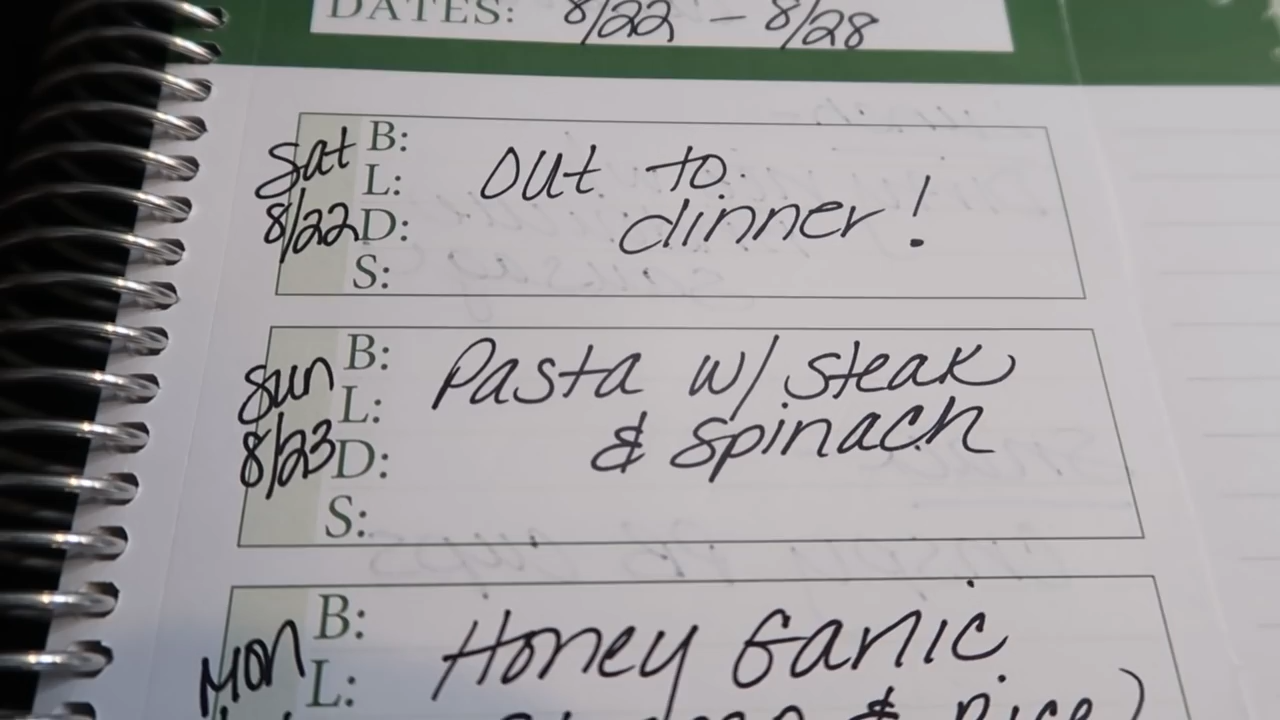 DATES: 8/22 - 8/28
Sat
8/22
B:
L:
D:
S:
Out to
dinner!
Sun
8/23
B:
L:
D:
S:
Pasta w/ steak
& Spinach
Mon
B:
L:
Honey Garlic
& rice)